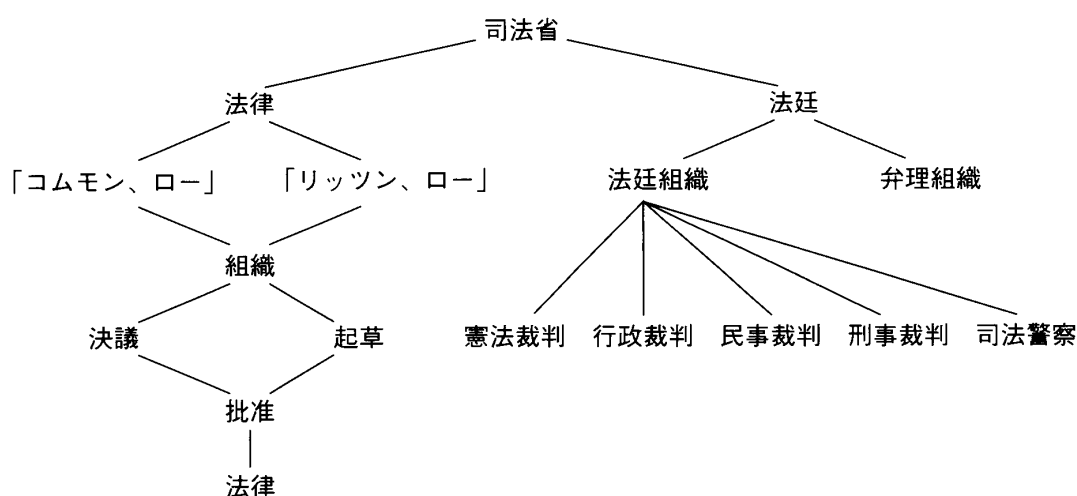 司法省
法律 法廷
「コムモン、ロー」 「リッツン、ロー」 法廷組織 弁理組織
組織
決議 起草 憲法裁判 行政裁判 民事裁判 刑事裁判 司法警察
批准
法律